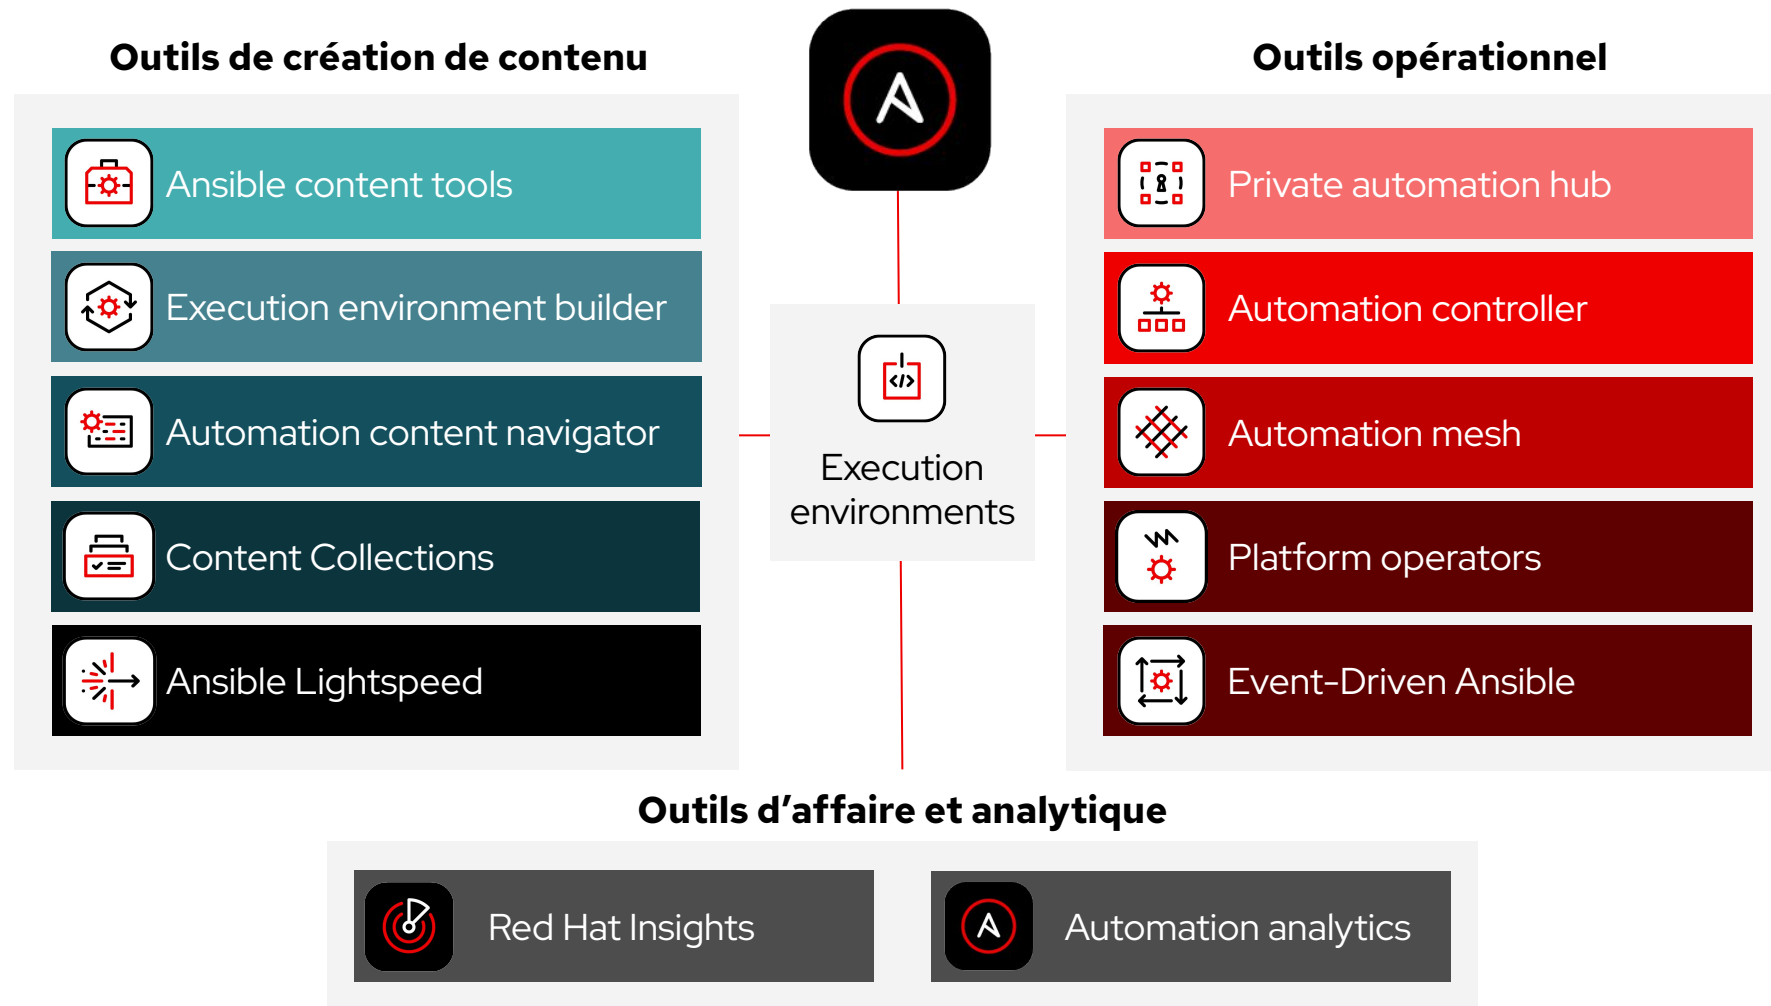 Outils de création de contenu
Ansible content tools
Execution environment builder
Automation content navigator
Content Collections
Ansible Lightspeed
Execution
environments
Outils opérationnel
Private automation hub
Automation controller
Automation mesh
Platform operators
Event-Driven Ansible
Outils d’affaire et analytique
Red Hat Insights
Automation analytics